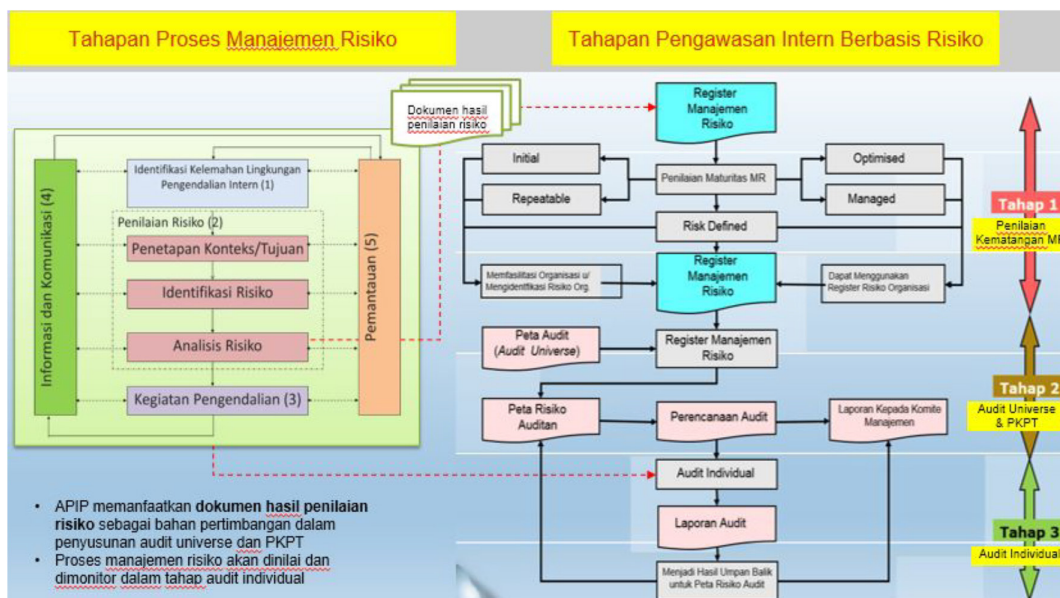 Tahapan Proses Manajemen Risiko
Tahapan Pengawasan Intern Berbasis Risiko
Dokumen hasil
penilaian risiko
Informasi dan Komunikasi (4)
Identifikasi Kelemahan Lingkungan
Pengendalian Intern (1)
Penilaian Risiko (2)
Penetapan Konteks/Tujuan
Identifikasi Risiko
Analisis Risiko
Kegiatan Pengendalian (3)
Pemantauan (5)
• APIP memanfaatkan dokumen hasil penilaian
risiko sebagai bahan pertimbangan dalam
penyusunan audit universe dan PKPT
• Proses manajemen risiko akan dinilai dan
dimonitor dalam tahap audit individual
Register
Manajemen
Risiko
Initial
Optimised
Penilaian Maturitas MR
Repeatable
Managed
Risk Defined
Memfasilitasi Organisasi u/
Mengidentfikasi Risiko Org.
Register
Manajemen
Risiko
Dapat Menggunakan
Register Risiko Organisasi
Peta Audit
(Audit Universe)
Register Manajemen
Risiko
Peta Risiko
Auditan
Perencanaan Audit
Laporan Kepada Komite
Manajemen
Audit Individual
Laporan Audit
Menjadi Hasil Umpan Balik
untuk Peta Risiko Audit
Tahap 1
Penilaian
Kematangan MR
Tahap 2
Audit Universe
& PKPT
Tahap 3
Audit Individual